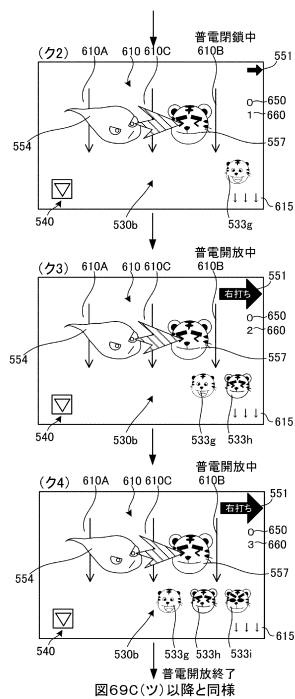 (ク2)
普電閉鎖中
610A
610
610C
610B
551
0
650
1
660
554
557
540
530b
533g
615
(ク3)
普電開放中
610A
610
610C
610B
551
右打ち
0
650
2
660
554
557
540
530b
533g
533h
615
(ク4)
普電開放中
610A
610
610C
610B
551
右打ち
0
650
3
660
554
557
540
530b
533g
533h
533i
615
普電開放終了
図69C(ツ)以降と同様